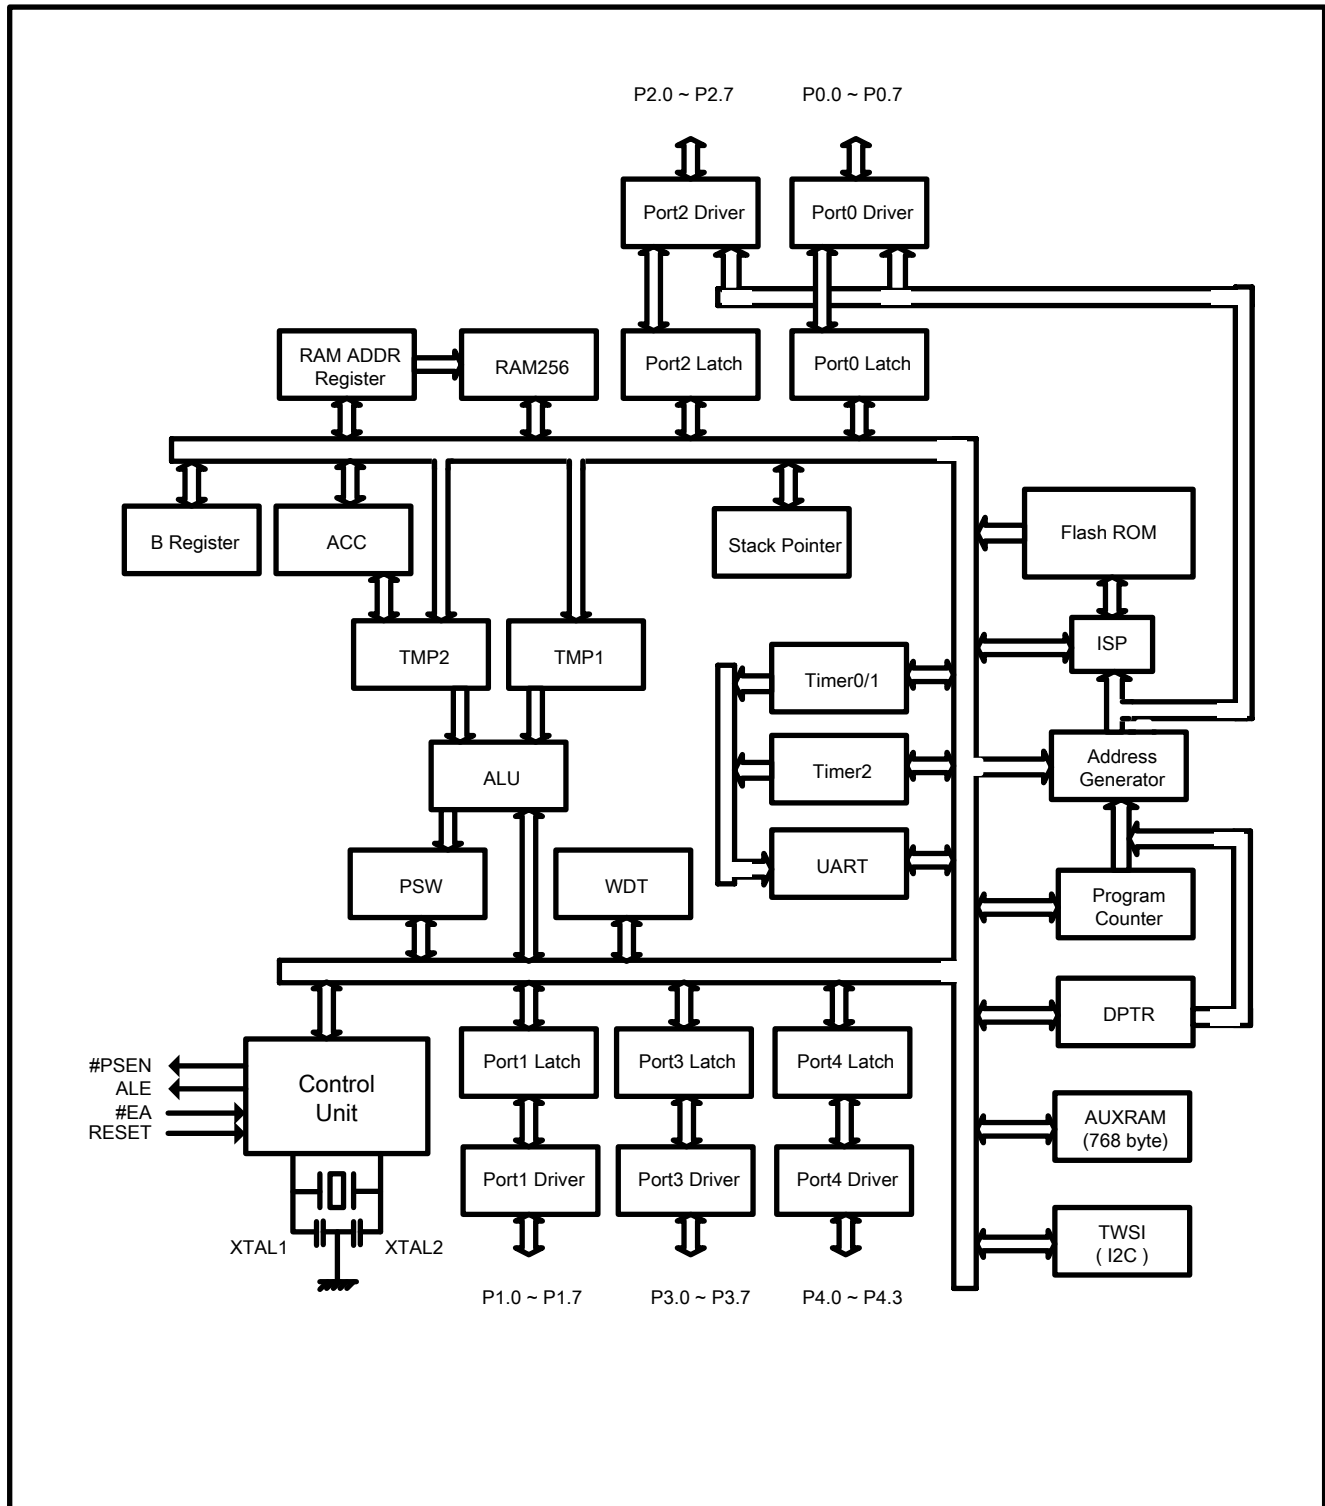 P2.0 ~ P2.7
P0.0 ~ P0.7
Port2 Driver
Port0 Driver
RAM ADDR
Register
RAM256
Port2 Latch
Port0 Latch
B Register
ACC
Stack Pointer
Flash ROM
TMP2
TMP1
ISP
Timer0/1
ALU
Timer2
Address
Generator
PSW
WDT
UART
Program
Counter
DPTR
#PSEN
ALE
#EA
RESET
Control
Unit
Port1 Latch
Port3 Latch
Port4 Latch
AUXRAM
(768 byte)
Port1 Driver
Port3 Driver
Port4 Driver
XTAL1
XTAL2
TWSI
( I2C )
P1.0 ~ P1.7
P3.0 ~ P3.7
P4.0 ~ P4.3